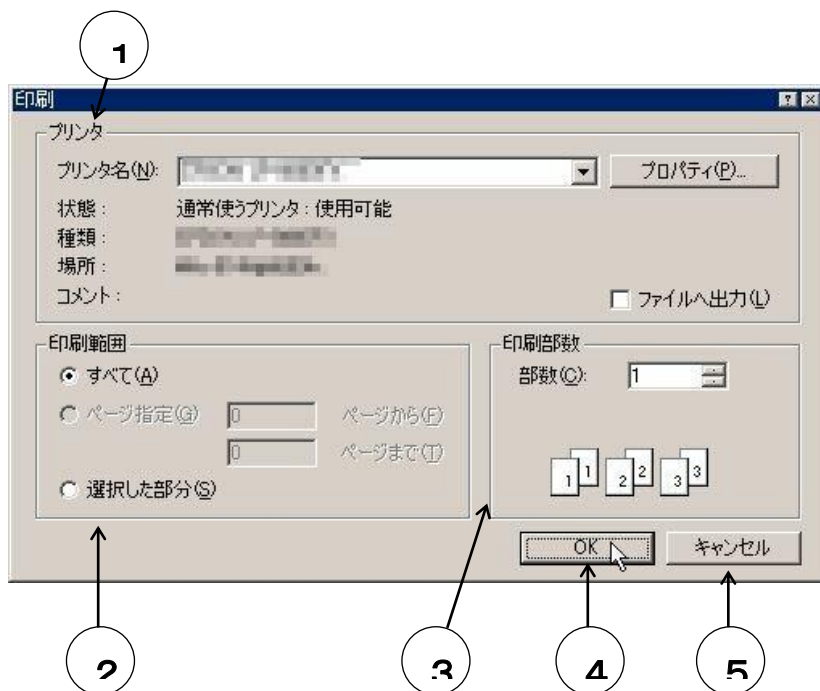 1
印刷
プリンタ
プリンタ名(N):
プロパティ(P)...
状態： 通常使うプリンタ：使用可能
種類：
場所：
コメント：
ファイルへ出力(L)
印刷範囲
すべて(A)
ページ指定(G) 0 ページから(F)
0 ページまで(T)
選択した部分(S)
印刷部数
部数(C): 1
1 1 2 2 3 3
OK キャンセル
2 3 4 5